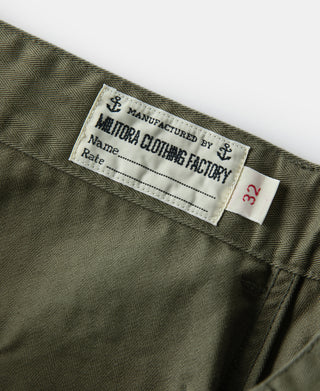 MANUFACTURED BY
MILITORA CLOTHING FACTORY
Name
Rate
32